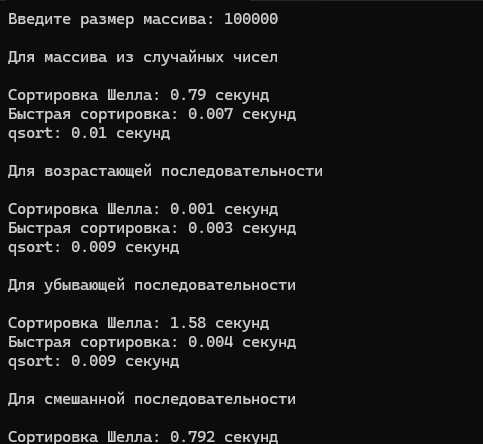 Введите размер массива: 100000
Для массива из случайных чисел
Сортировка Шелла: 0.79 секунд
Быстрая сортировка: 0.007 секунд
qsort: 0.01 секунд
Для возрастающей последовательности
Сортировка Шелла: 0.001 секунд
Быстрая сортировка: 0.003 секунд
qsort: 0.009 секунд
Для убывающей последовательности
Сортировка Шелла: 1.58 секунд
Быстрая сортировка: 0.004 секунд
qsort: 0.009 секунд
Для смешанной последовательности
Сортировка Шелла: 0.792 секунд